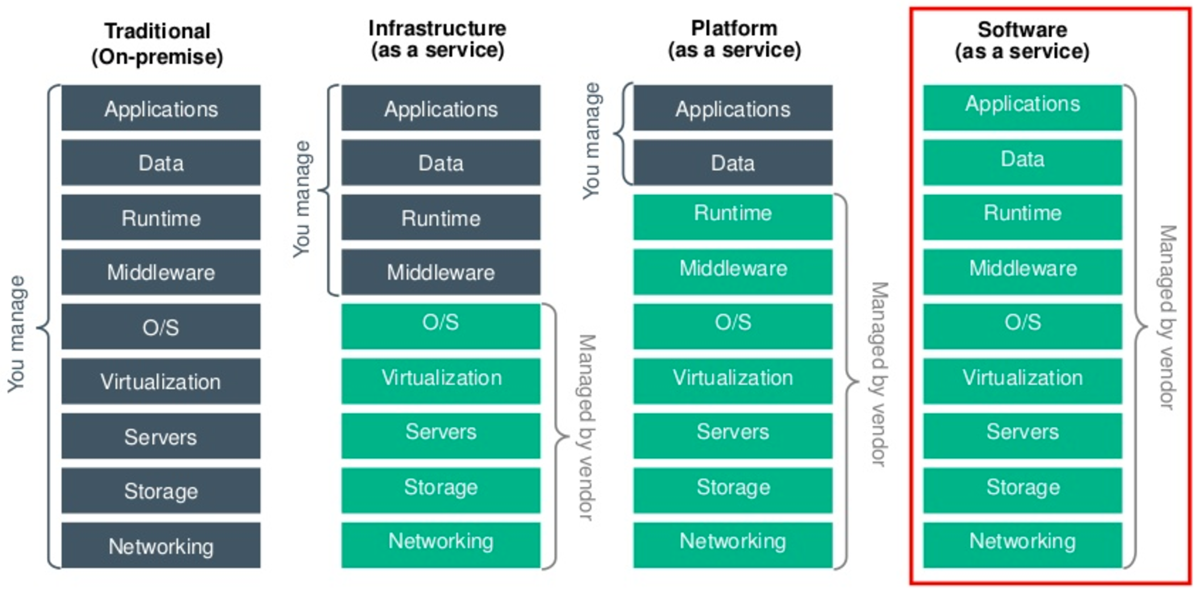 Traditional
(On-premise)
You manage
Applications
Data
Runtime
Middleware
O/S
Virtualization
Servers
Storage
Networking
Infrastructure
(as a service)
You manage
Applications
Data
Runtime
Middleware
O/S
Virtualization
Servers
Storage
Networking
Managed by vendor
Platform
(as a service)
You manage
Applications
Data
Runtime
Middleware
O/S
Virtualization
Servers
Storage
Networking
Managed by vendor
Software
(as a service)
Applications
Data
Runtime
Middleware
O/S
Virtualization
Servers
Storage
Networking
Managed by vendor